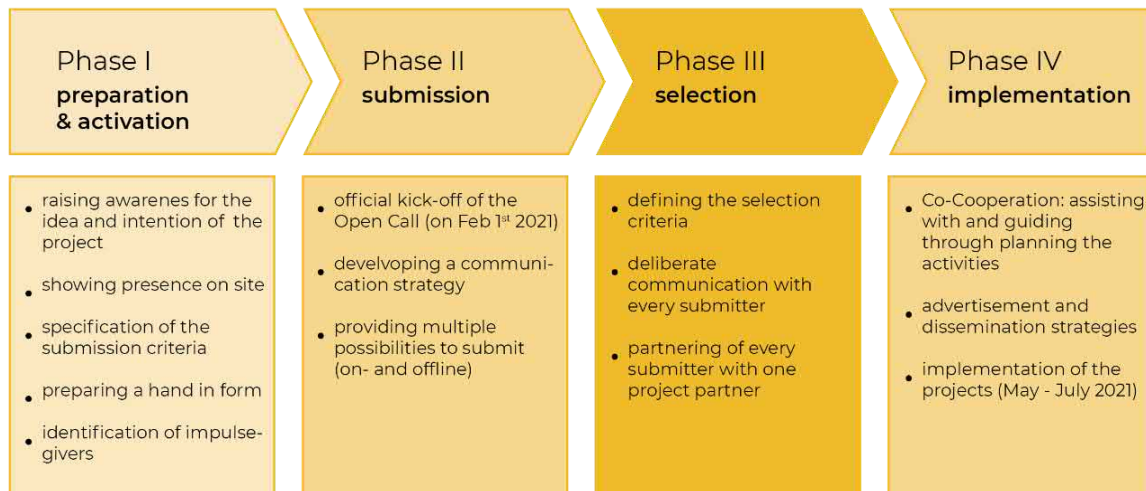 Phase I
preparation
& activation
Phase II
submission
Phase III
selection
Phase IV
implementation
• raising awarenes for the
idea and intention of the
project
• showing presence on site
• specification of the
submission criteria
• preparing a hand in form
• identification of impulse-
givers
• official kick-off of the
Open Call (on Feb 1st 2021)
• develvoping a communi-
cation strategy
• providing multiple
possibilities to submit
(on- and offline)
• defining the selection
criteria
• deliberate
communication with
every submitter
• partnering of every
submitter with one
project partner
• Co-Cooperation: assisting
with and guiding
through planning the
activities
• advertisement and
dissemination strategies
• implementation of the
projects (May - July 2021)